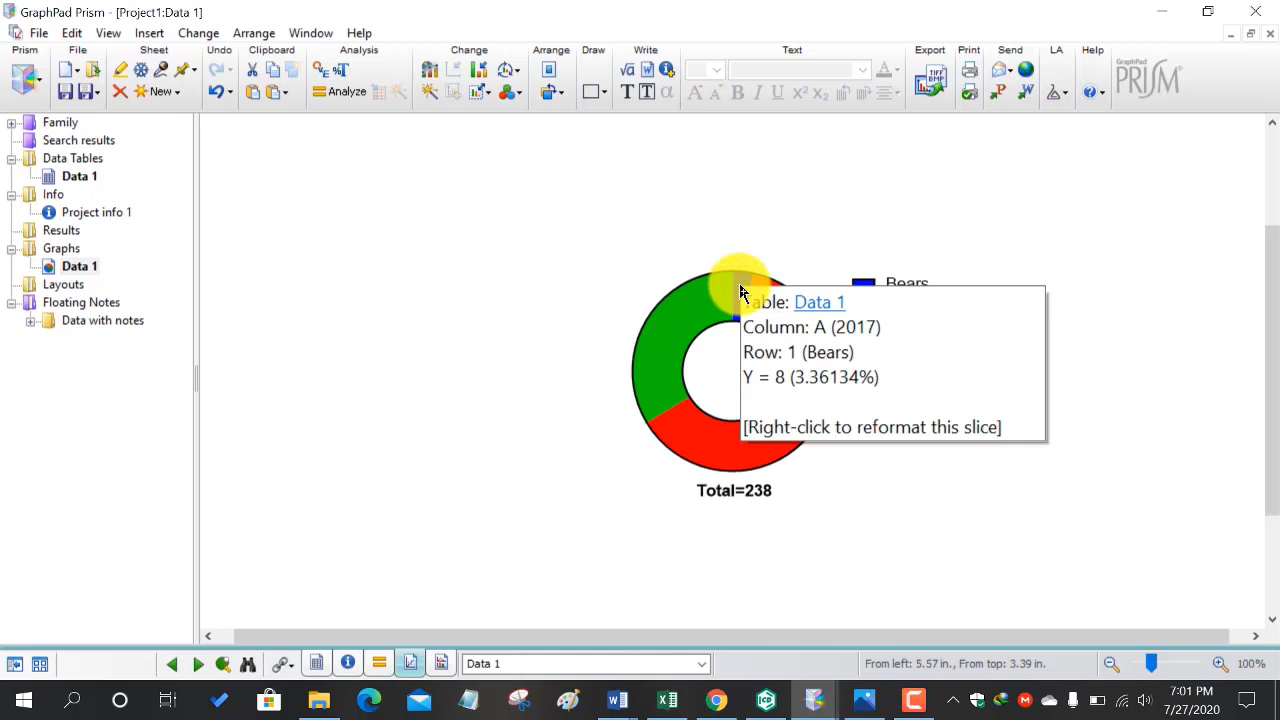 GraphPad Prism - [Project1:Data 1]
File Edit View Insert Change Arrange Window Help
Prism File Sheet Undo Clipboard Analysis Change Arrange Draw Write Text Export Print Send LA Help
New
Analyze
TIFF
BMP
GraphPad
PRISM
Family
Search results
Data Tables
Data 1
Info
Project info 1
Results
Graphs
Data 1
Layouts
Floating Notes
Data with notes
Bears
Table: Data 1
Column: A (2017)
Row: 1 (Bears)
Y = 8 (3.36134%)
[Right-click to reformat this slice]
Total=238
Data 1
From left: 5.57 in., From top: 3.39 in.
100%
7:01 PM
7/27/2020